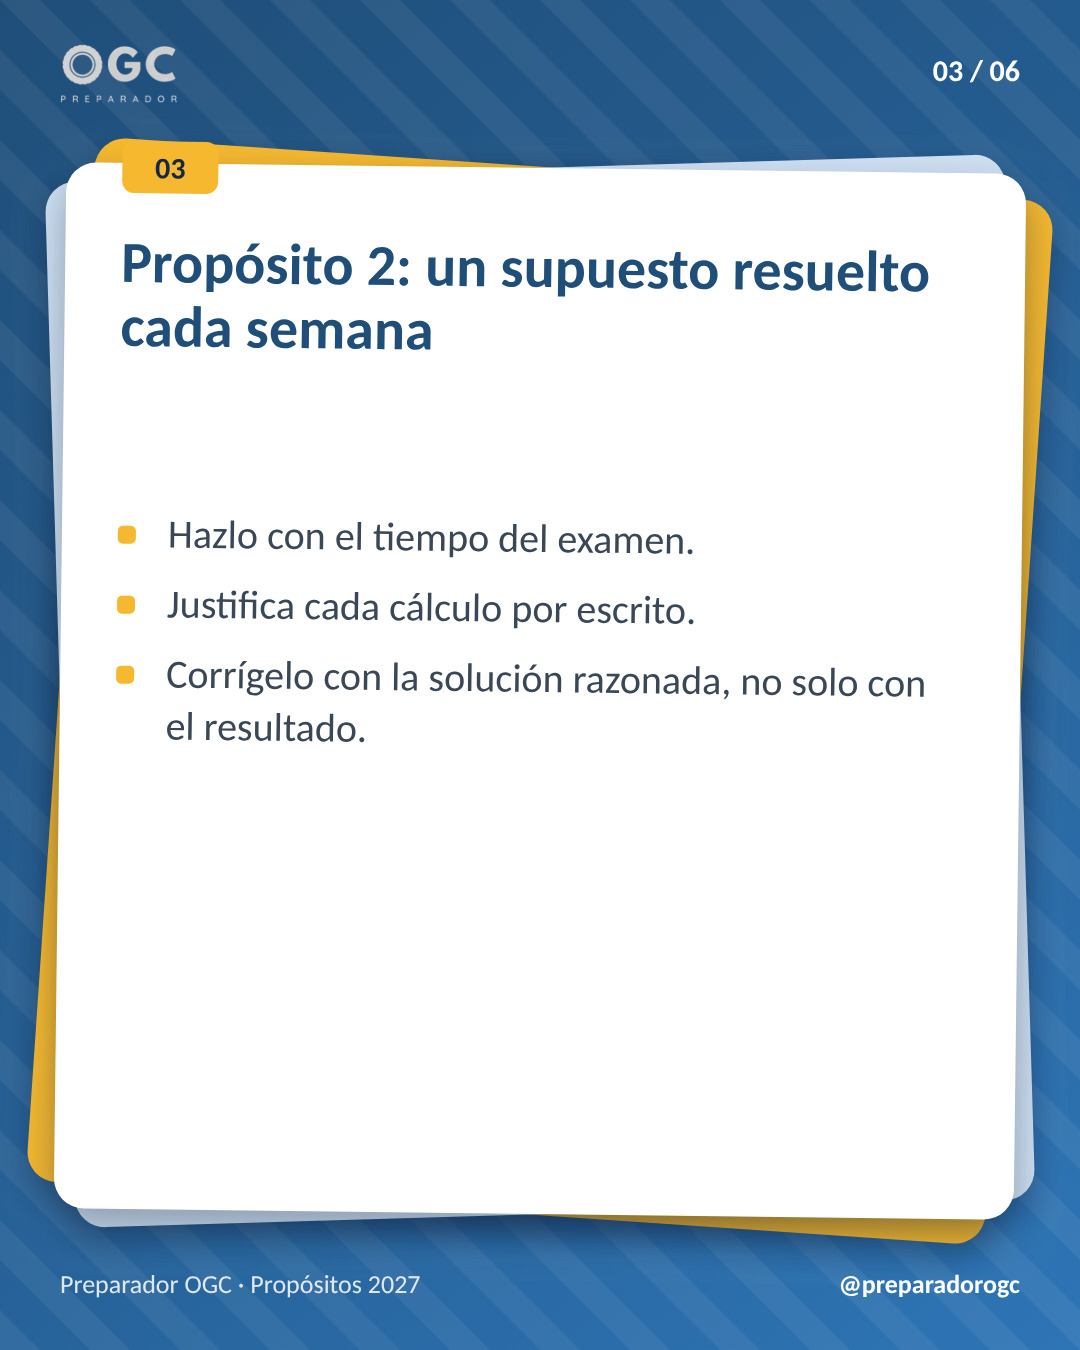 OGC
PREPARADOR
03 / 06
03
Propósito 2: un supuesto resuelto
cada semana
Hazlo con el tiempo del examen.
Justifica cada cálculo por escrito.
Corrígelo con la solución razonada, no solo con
el resultado.
Preparador OGC · Propósitos 2027
@preparadorogc